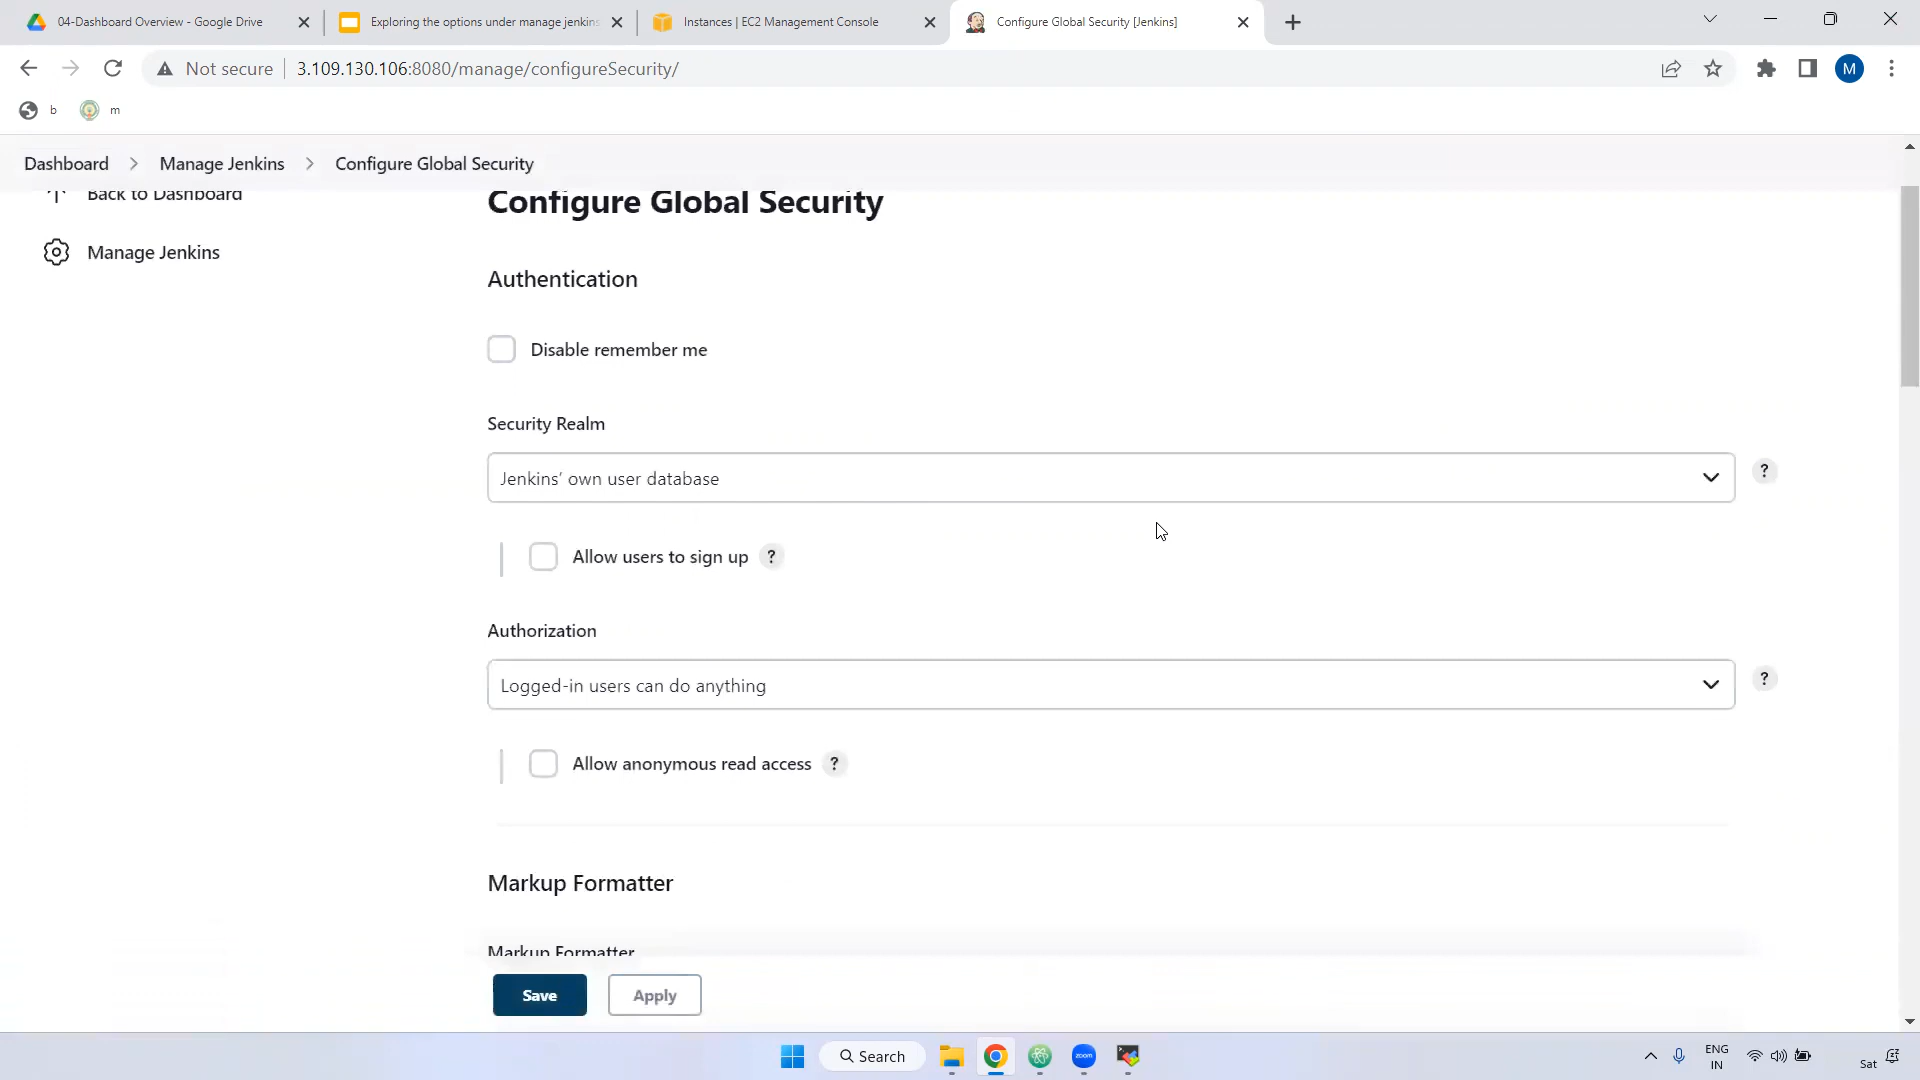 04-Dashboard Overview - Google Drive
Exploring the options under manage jenkins
Instances | EC2 Management Console
Configure Global Security [Jenkins]
Not secure
3.109.130.106:8080/manage/configureSecurity/
M
b
m
Dashboard
Manage Jenkins
Configure Global Security
Back to Dashboard
Manage Jenkins
Configure Global Security
Authentication
Disable remember me
Security Realm
Jenkins' own user database
?
Allow users to sign up ?
Authorization
Logged-in users can do anything
?
Allow anonymous read access ?
Markup Formatter
Markup Formatter
Save
Apply
Search
zoom
ENG
IN
Sat